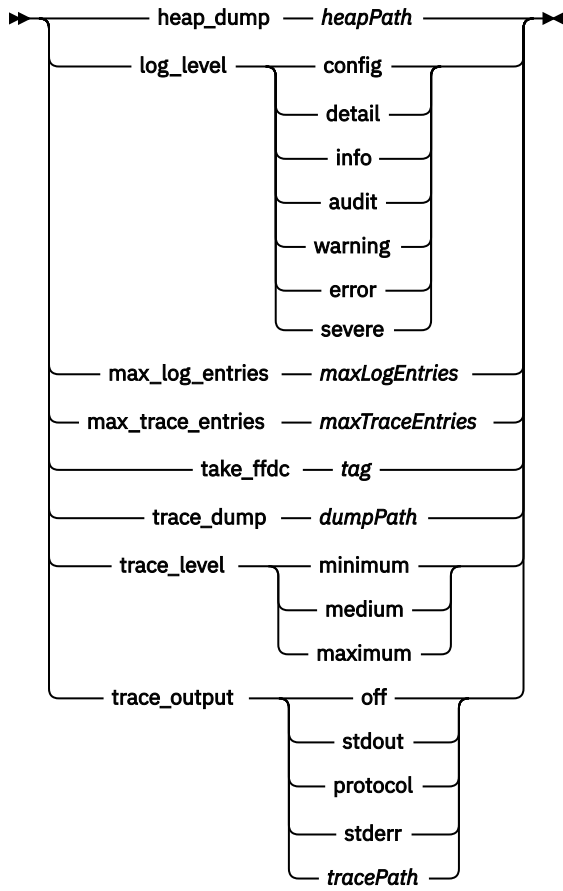 heap_dump heapPath
log_level config
detail
info
audit
warning
error
severe
max_log_entries maxLogEntries
max_trace_entries maxTraceEntries
take_ffdc tag
trace_dump dumpPath
trace_level minimum
medium
maximum
trace_output off
stdout
protocol
stderr
tracePath